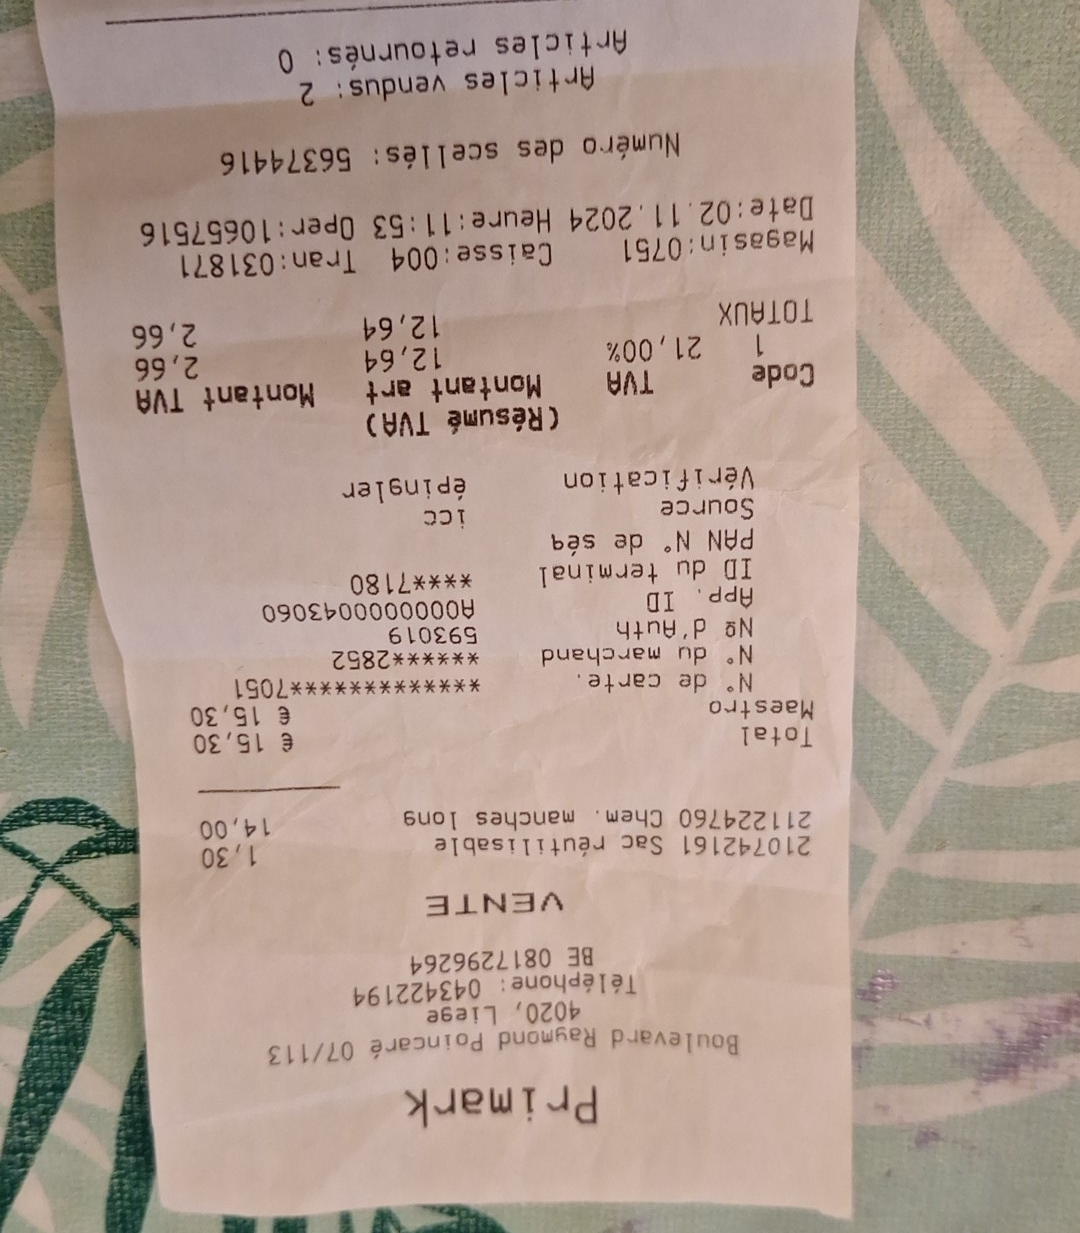 Primark
Boulevard Raymond Poincaré 07/113
4020, Liege
Téléphone: 043422194
BE 0817296264
VENTE
210742161 Sac réutilisable 1,30
211224760 Chem. manches long 14,00
Total € 15,30
Maestro € 15,30
N° de carte. **************7051
N° du marchand *******2852
Nº d'Auth 593019
App. ID A0000000043060
ID du terminal ****7180
PAN N° de séq
Source icc
Vérification épingler
(Résumé TVA)
Code TVA Montant art Montant TVA
1 21,00% 12,64 2,66
TOTAUX 12,64 2,66
Magasin:0751 Caisse:004 Tran:031871
Date:02.11.2024 Heure:11:53 Oper:10657516
Numéro des scellés: 56374416
Articles vendus: 2
Articles retournés: 0